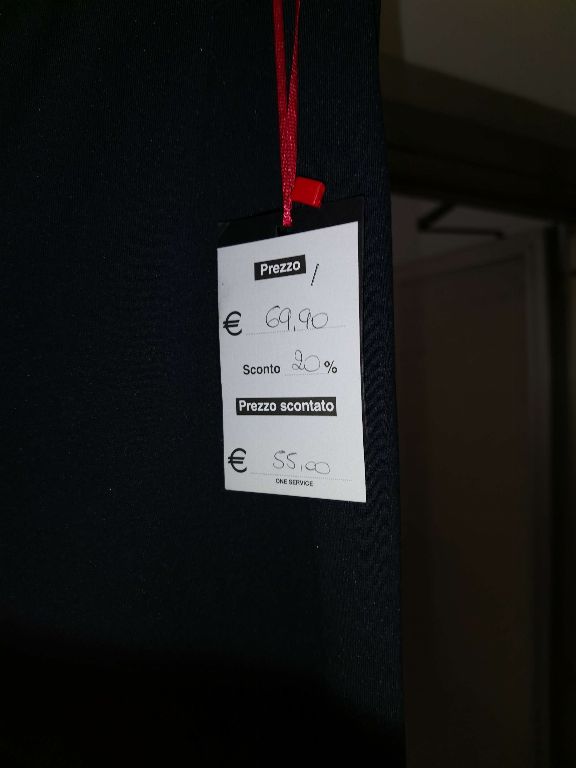 Prezzo /
€ 69,90
Sconto 20 %
Prezzo scontato
€ 55,00
ONE SERVICE